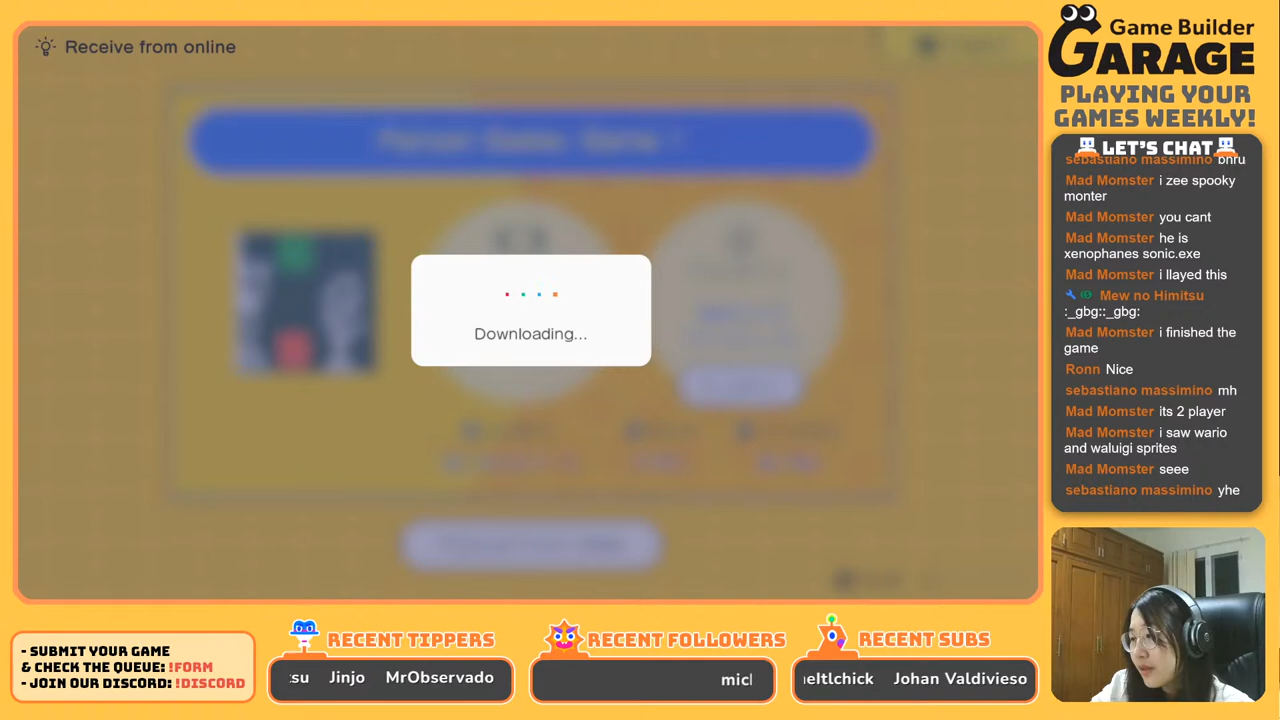 Receive from online
Downloading...
Game Builder
GARAGE
PLAYING YOUR
GAMES WEEKLY!
LET'S CHAT
sebastiano massimino bhru
Mad Momster i zee spooky
monter
Mad Momster you cant
Mad Momster he is
xenophanes sonic.exe
Mad Momster i llayed this
Mew no Himitsu
:_gbg::_gbg:
Mad Momster i finished the
game
Ronn Nice
sebastiano massimino mh
Mad Momster its 2 player
Mad Momster i saw wario
and waluigi sprites
Mad Momster seee
sebastiano massimino yhe
- SUBMIT YOUR GAME
& CHECK THE QUEUE: !FORM
- JOIN OUR DISCORD: !DISCORD
RECENT TIPPERS
Jinjo MrObservado
RECENT FOLLOWERS
RECENT SUBS
Johan Valdivieso